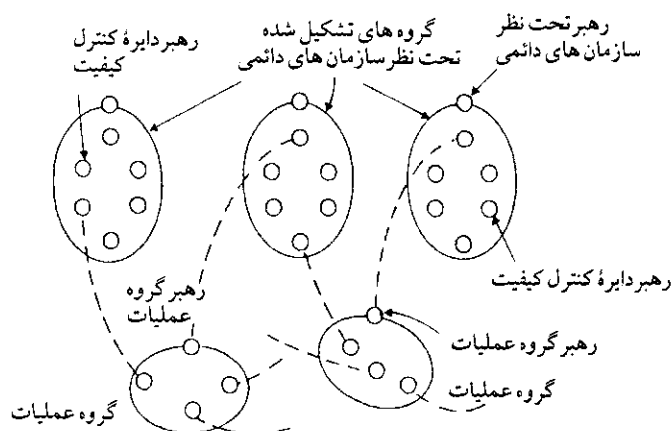 رهبر تحت نظر
سازمان های دائمی
گروه های تشکیل شده
تحت نظر سازمان های دائمی
رهبر دایرهٔ کنترل
کیفیت
رهبر دایرهٔ کنترل کیفیت
رهبر گروه
عملیات
رهبر گروه عملیات
گروه عملیات
گروه عملیات